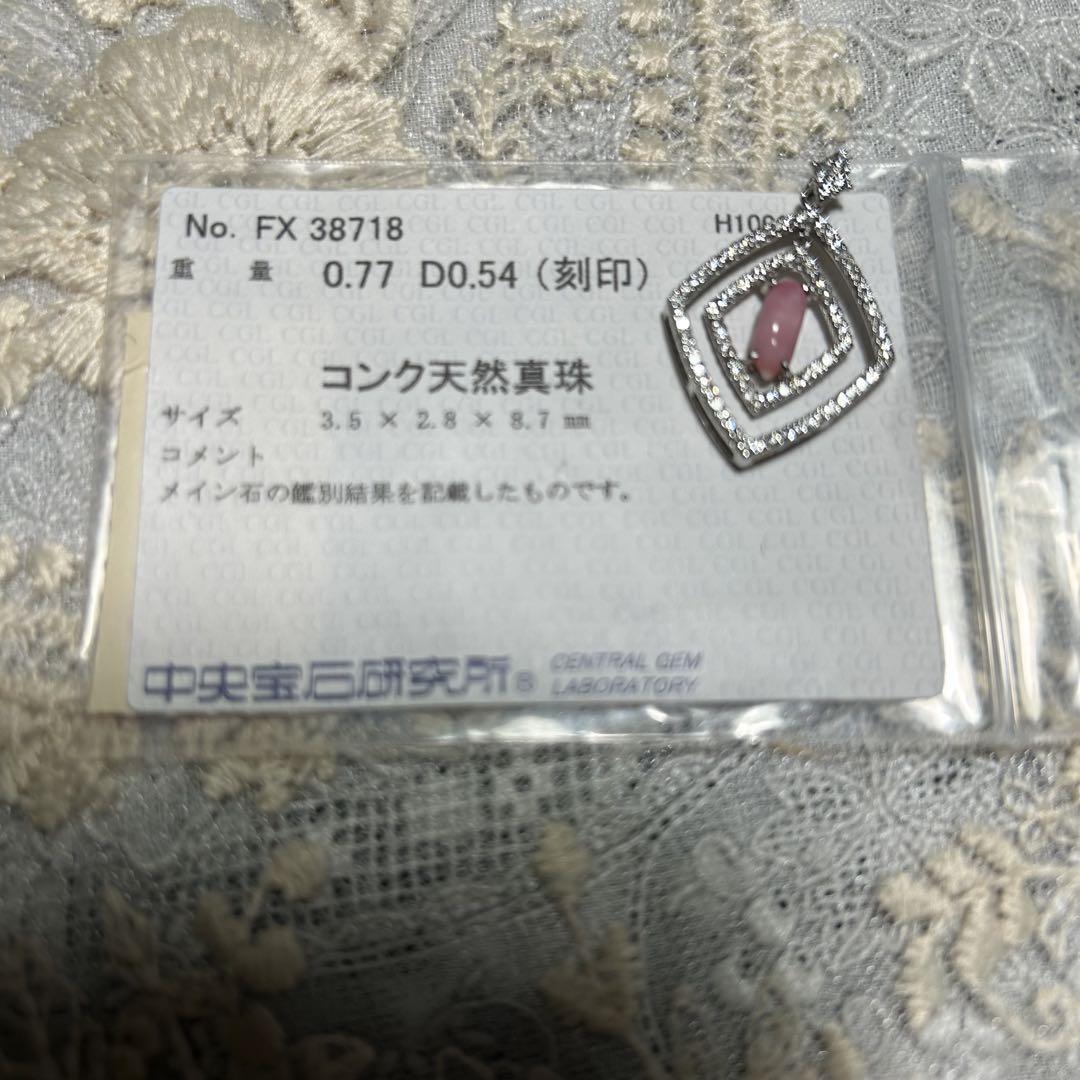 No. FX 38718
重 量 0.77 D0.54 (刻印)
コンク天然真珠
サイズ 3.5 × 2.8 × 8.7 mm
コメント
メイン石の鑑別結果を記載したものです。
中央宝石研究所® CENTRAL GEM
LABORATORY